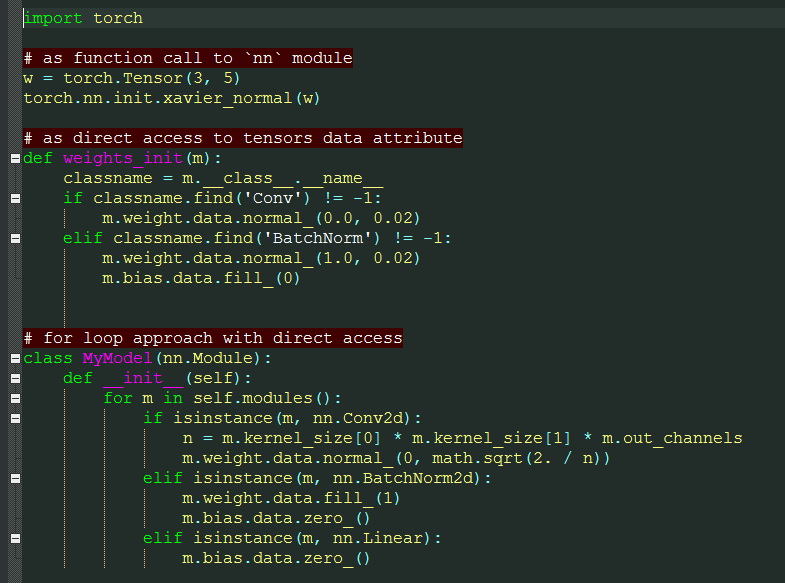 import torch

# as function call to `nn` module
w = torch.Tensor(3, 5)
torch.nn.init.xavier_normal(w)

# as direct access to tensors data attribute
def weights_init(m):
    classname = m.__class__.__name__
    if classname.find('Conv') != -1:
        m.weight.data.normal_(0.0, 0.02)
    elif classname.find('BatchNorm') != -1:
        m.weight.data.normal_(1.0, 0.02)
        m.bias.data.fill_(0)


# for loop approach with direct access
class MyModel(nn.Module):
    def __init__(self):
        for m in self.modules():
            if isinstance(m, nn.Conv2d):
                n = m.kernel_size[0] * m.kernel_size[1] * m.out_channels
                m.weight.data.normal_(0, math.sqrt(2. / n))
            elif isinstance(m, nn.BatchNorm2d):
                m.weight.data.fill_(1)
                m.bias.data.zero_()
            elif isinstance(m, nn.Linear):
                m.bias.data.zero_()